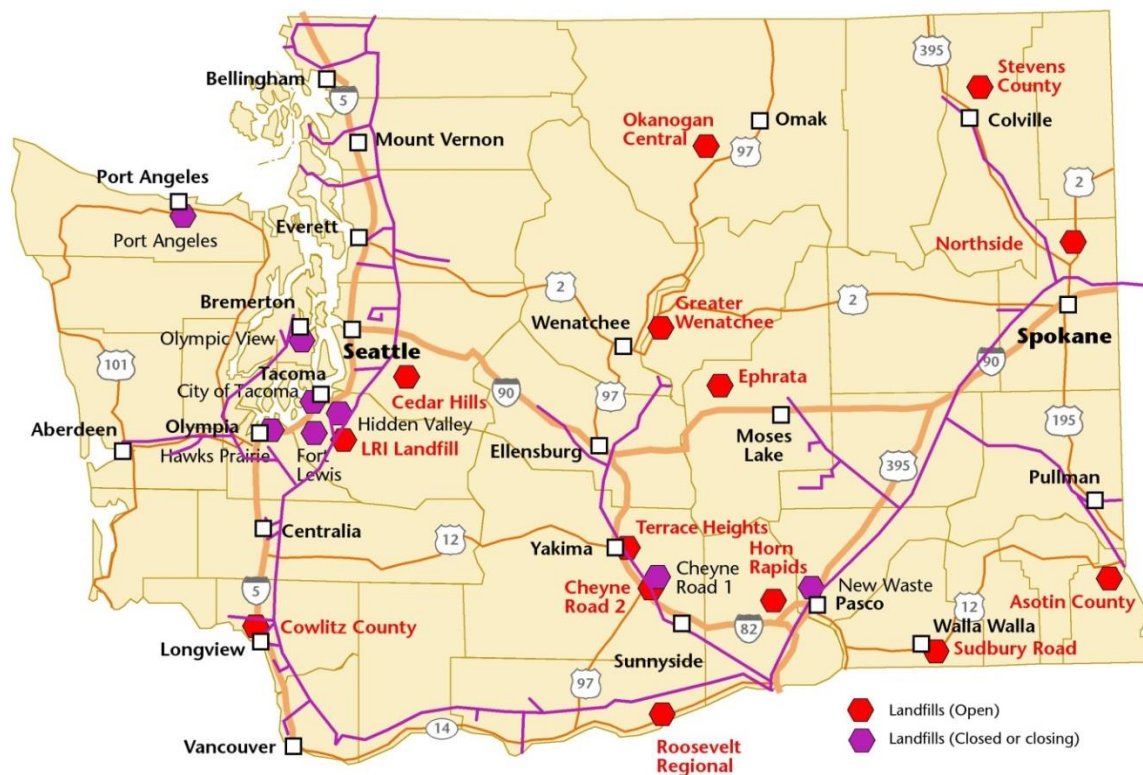 395
Stevens
County
Bellingham
5
Okanogan
Central
Omak
Colville
Mount Vernon
97
Port Angeles
2
Port Angeles
Everett
Northside
2
Greater
Wenatchee
2
Bremerton
Wenatchee
Olympic View
Seattle
Spokane
101
Tacoma
City of Tacoma
90
97
Ephrata
90
Cedar Hills
195
Aberdeen
Olympia
Hidden Valley
Moses
Lake
Hawks Prairie
Fort
Lewis
LRI Landfill
Ellensburg
395
Pullman
Centralia
12
Terrace Heights
Yakima
Horn
Rapids
Cheyne
Road 1
Cheyne
Road 2
New Waste
Pasco
12
Asotin County
5
Cowlitz County
82
Walla Walla
Longview
Sunnyside
Sudbury Road
97
14
Vancouver
Roosevelt
Regional
Landfills (Open)
Landfills (Closed or closing)